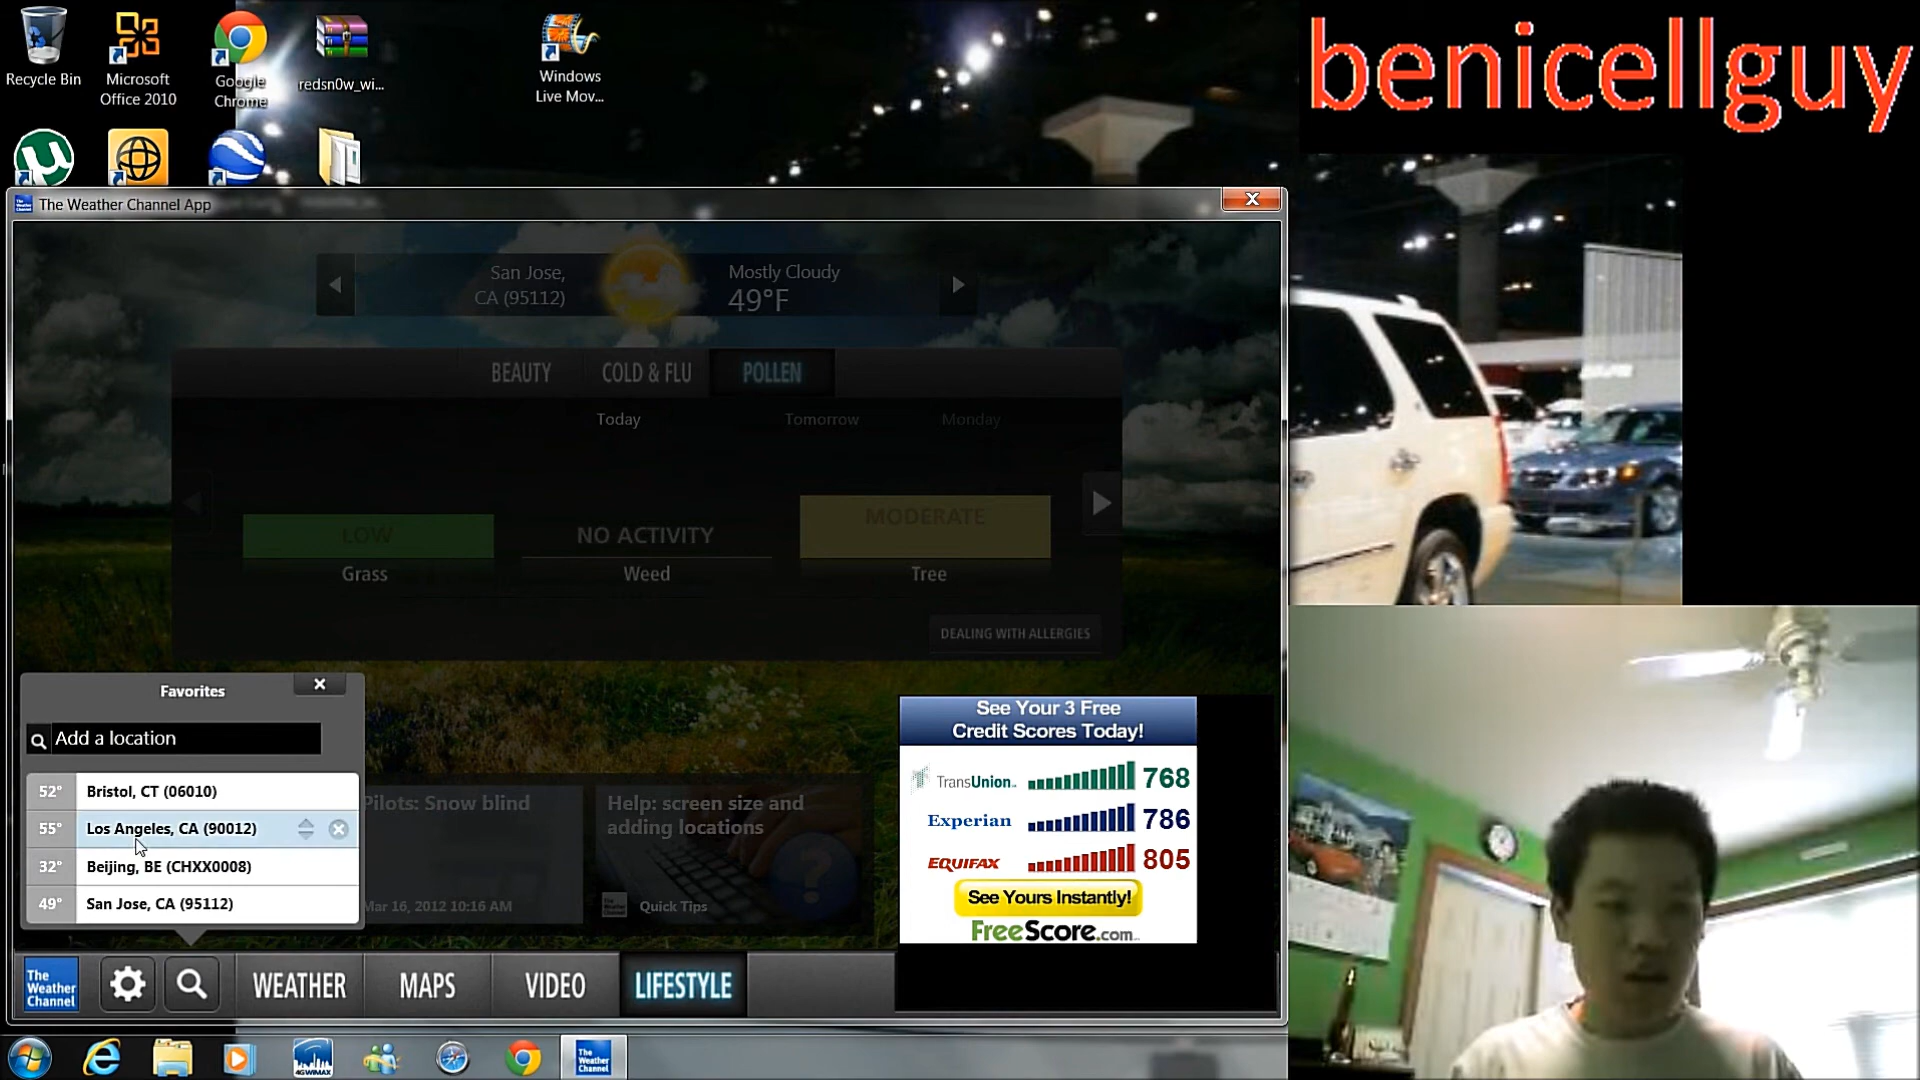 Recycle Bin
Microsoft
Office 2010
Google
Chrome
redsn0w_wi...
Windows
Live Mov...
benicellguy
The Weather Channel App
San Jose,
CA (95112)
Mostly Cloudy
49°F
BEAUTY
COLD & FLU
POLLEN
Today
Tomorrow
Monday
LOW
NO ACTIVITY
MODERATE
Grass
Weed
Tree
DEALING WITH ALLERGIES
Favorites
Add a location
52° Bristol, CT (06010)
55° Los Angeles, CA (90012)
32° Beijing, BE (CHXX0008)
49° San Jose, CA (95112)
Pilots: Snow blind
Mar 16, 2012 10:16 AM
Help: screen size and
adding locations
Quick Tips
See Your 3 Free
Credit Scores Today!
TransUnion 768
Experian 786
EQUIFAX 805
See Yours Instantly!
FreeScore.com
The
Weather
Channel
WEATHER
MAPS
VIDEO
LIFESTYLE
4GWIMAX
The
Weather
Channel